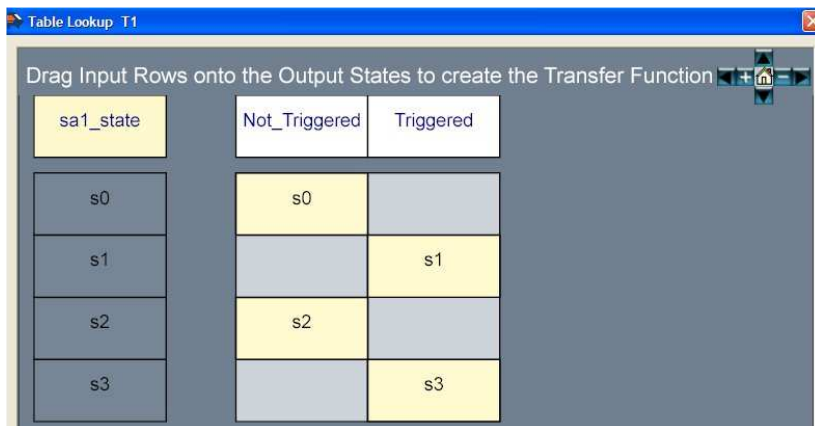 Table Lookup T1
Drag Input Rows onto the Output States to create the Transfer Function
sa1_state Not_Triggered Triggered
s0 s0
s1 s1
s2 s2
s3 s3